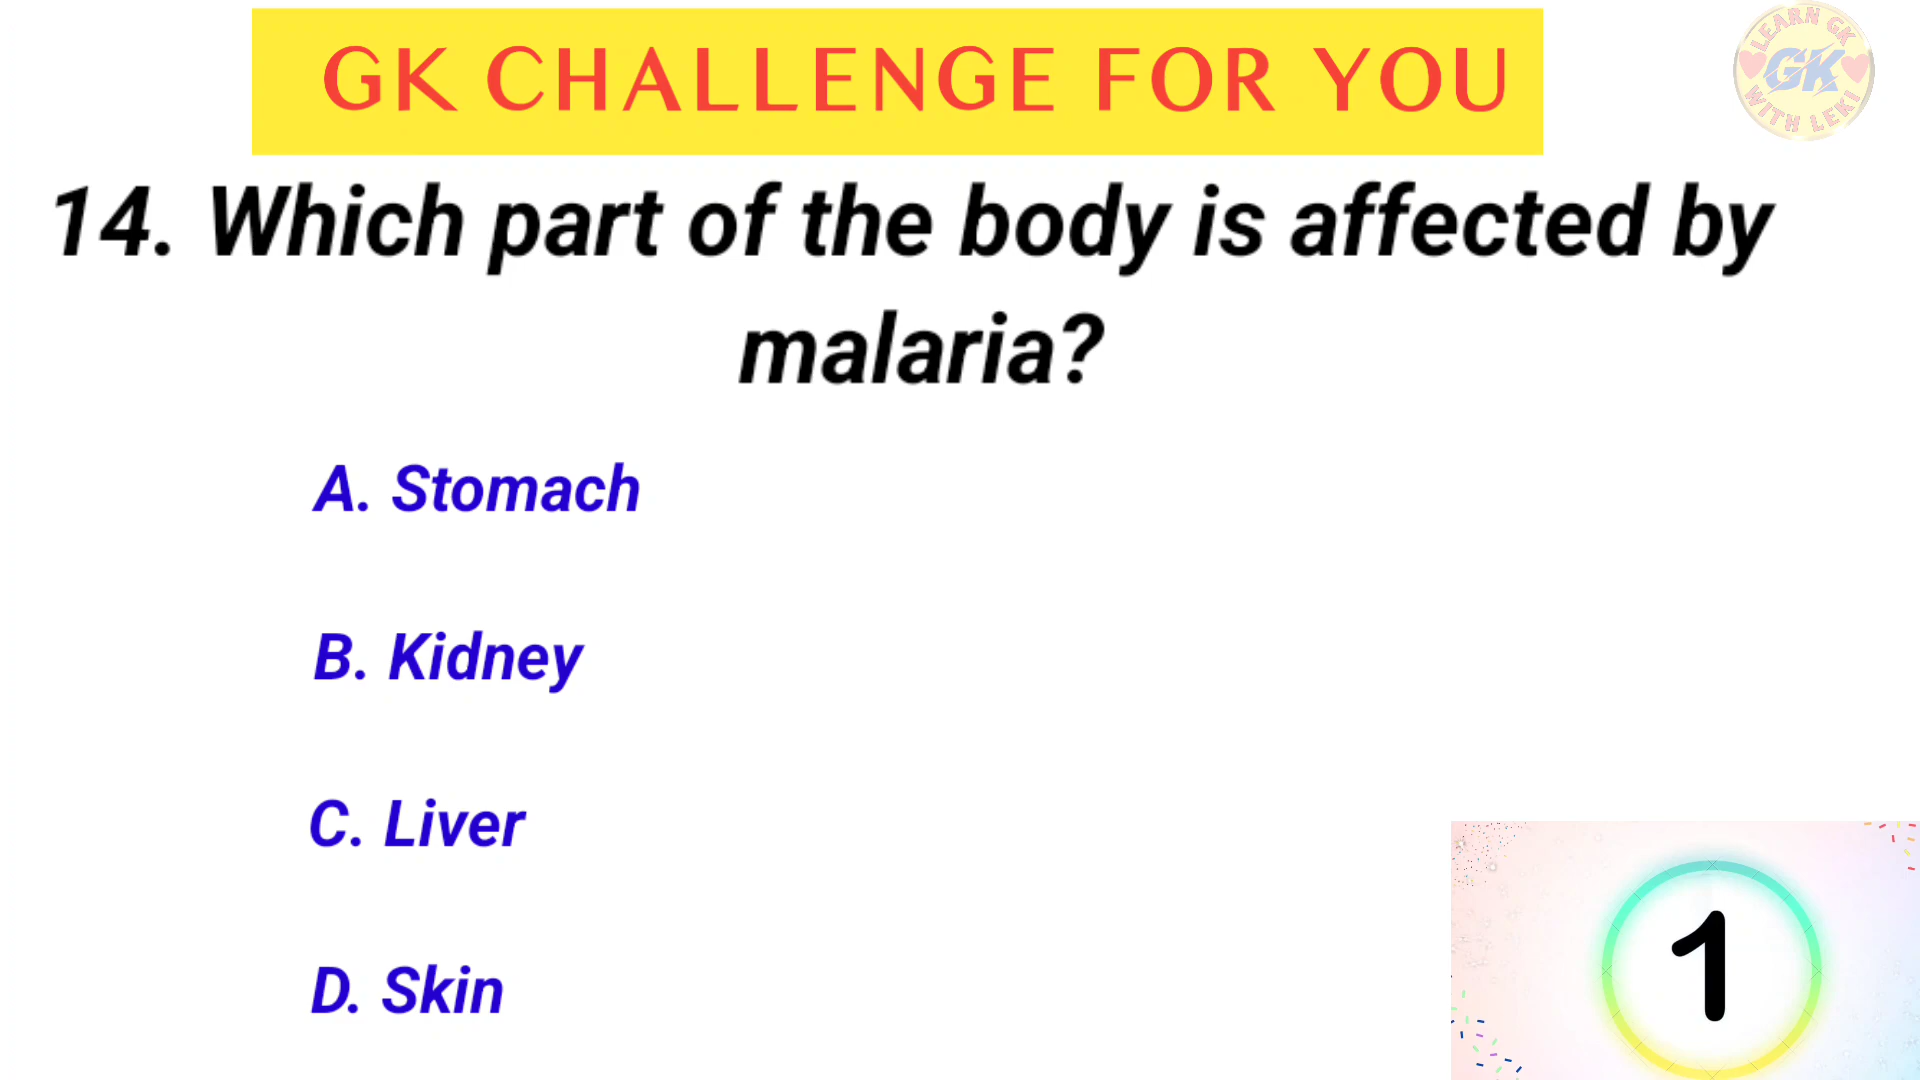 GK CHALLENGE FOR YOU
LEARN GK
GK
WITH LEKI
14. Which part of the body is affected by
malaria?
A. Stomach
B. Kidney
C. Liver
D. Skin
1